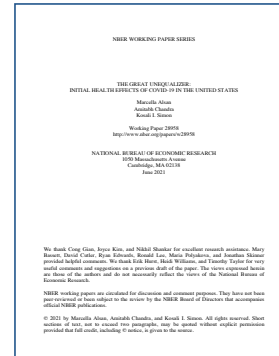 NBER WORKING PAPER SERIES
THE GREAT UNEQUALIZER:
INITIAL HEALTH EFFECTS OF COVID-19 IN THE UNITED STATES
Marcella Alsan
Amitabh Chandra
Kosali I. Simon
Working Paper 28958
http://www.nber.org/papers/w28958
NATIONAL BUREAU OF ECONOMIC RESEARCH
1050 Massachusetts Avenue
Cambridge, MA 02138
June 2021
We thank Cong Gian, Joyce Kim, and Nikhil Shankar for excellent research assistance. Mary
Bassett, David Cutler, Ryan Edwards, Ronald Lee, Maria Polyakova, and Jonathan Skinner
provided helpful comments. We thank Erik Hurst, Heidi Williams, and Timothy Taylor for very
useful comments and suggestions on a previous draft of the paper. The views expressed herein
are those of the authors and do not necessarily reflect the views of the National Bureau of
Economic Research.
NBER working papers are circulated for discussion and comment purposes. They have not been
peer-reviewed or been subject to the review by the NBER Board of Directors that accompanies
official NBER publications.
© 2021 by Marcella Alsan, Amitabh Chandra, and Kosali I. Simon. All rights reserved. Short
sections of text, not to exceed two paragraphs, may be quoted without explicit permission
provided that full credit, including © notice, is given to the source.